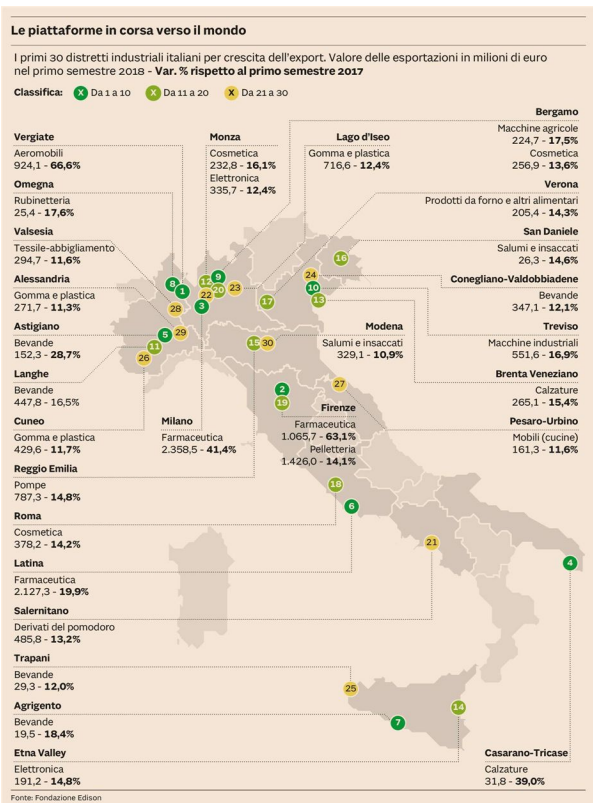 Le piattaforme in corsa verso il mondo
I primi 30 distretti industriali italiani per crescita dell'export. Valore delle esportazioni in milioni di euro
nel primo semestre 2018 - Var. % rispetto al primo semestre 2017
Classifica: X Da 1 a 10 X Da 11 a 20 X Da 21 a 30
Vergiate
Aeromobili
924,1 - 66,6%
Omegna
Rubinetteria
25,4 - 17,6%
Valsesia
Tessile-abbigliamento
294,7 - 11,6%
Alessandria
Gomma e plastica
271,7 - 11,3%
Astigiano
Bevande
152,3 - 28,7%
Langhe
Bevande
447,8 - 16,5%
Cuneo
Gomma e plastica
429,6 - 11,7%
Reggio Emilia
Pompe
787,3 - 14,8%
Roma
Cosmetica
378,2 - 14,2%
Latina
Farmaceutica
2.127,3 - 19,9%
Salernitano
Derivati del pomodoro
485,8 - 13,2%
Trapani
Bevande
29,3 - 12,0%
Agrigento
Bevande
19,5 - 18,4%
Etna Valley
Elettronica
191,2 - 14,8%
Monza
Cosmetica
232,8 - 16,1%
Elettronica
335,7 - 12,4%
Milano
Farmaceutica
2.358,5 - 41,4%
Lago d'Iseo
Gomma e plastica
716,6 - 12,4%
Modena
Salumi e insaccati
329,1 - 10,9%
Firenze
Farmaceutica
1.065,7 - 63,1%
Pelletteria
1.426,0 - 14,1%
Bergamo
Macchine agricole
224,7 - 17,5%
Cosmetica
256,9 - 13,6%
Verona
Prodotti da forno e altri alimentari
205,4 - 14,3%
San Daniele
Salumi e insaccati
26,3 - 14,6%
Conegliano-Valdobbiadene
Bevande
347,1 - 12,1%
Treviso
Macchine industriali
551,6 - 16,9%
Brenta Veneziano
Calzature
265,1 - 15,4%
Pesaro-Urbino
Mobili (cucine)
161,3 - 11,6%
Casarano-Tricase
Calzature
31,8 - 39,0%
16
8
1
12
9
22
20
23
3
24
10
17
13
28
5
29
11
26
15
30
2
19
27
18
6
21
4
25
7
14
Fonte: Fondazione Edison